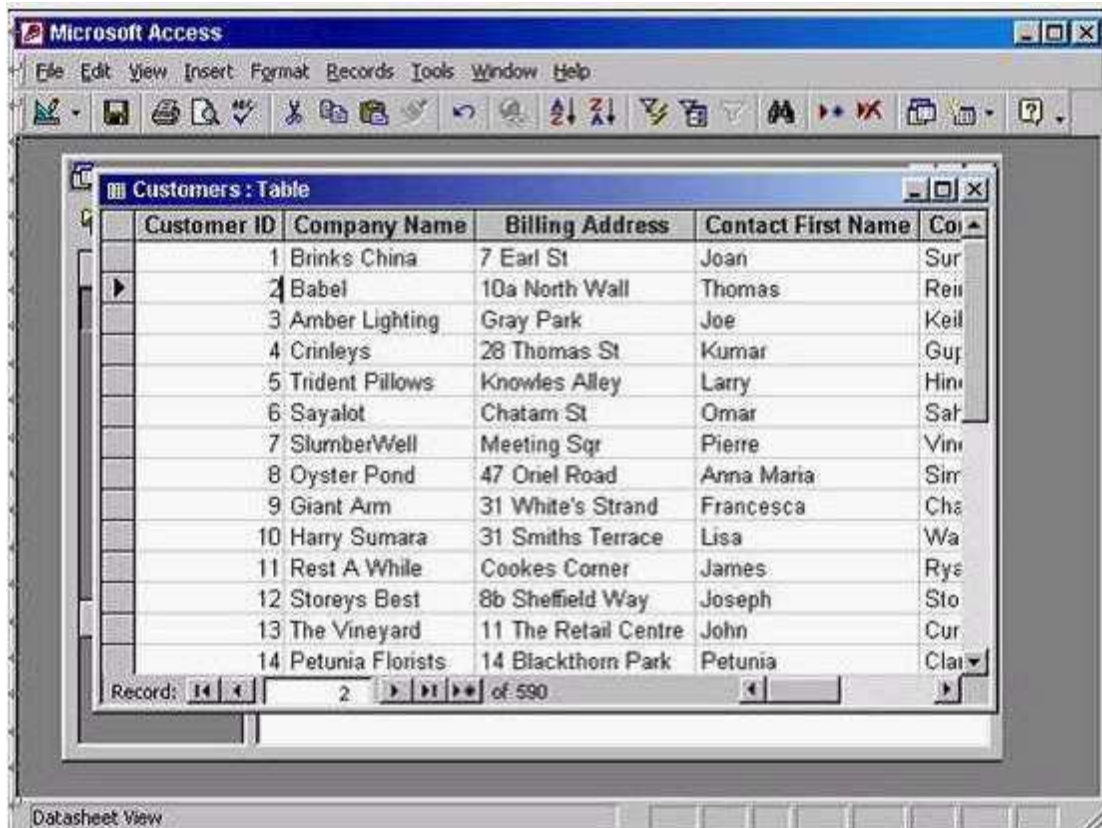 Microsoft Access
File Edit View Insert Format Records Tools Window Help
Customers : Table
Customer ID Company Name Billing Address Contact First Name
1 Brinks China 7 Earl St Joan
2 Babel 10a North Wall Thomas
3 Amber Lighting Gray Park Joe
4 Crinleys 28 Thomas St Kumar
5 Trident Pillows Knowles Alley Larry
6 Sayalot Chatam St Omar
7 SlumberWell Meeting Sqr Pierre
8 Oyster Pond 47 Oriel Road Anna Maria
9 Giant Arm 31 White's Strand Francesca
10 Harry Sumara 31 Smiths Terrace Lisa
11 Rest A While Cookes Corner James
12 Storeys Best 8b Sheffield Way Joseph
13 The Vineyard 11 The Retail Centre John
14 Petunia Florists 14 Blackthorn Park Petunia
Record: 2 of 590
Datasheet View